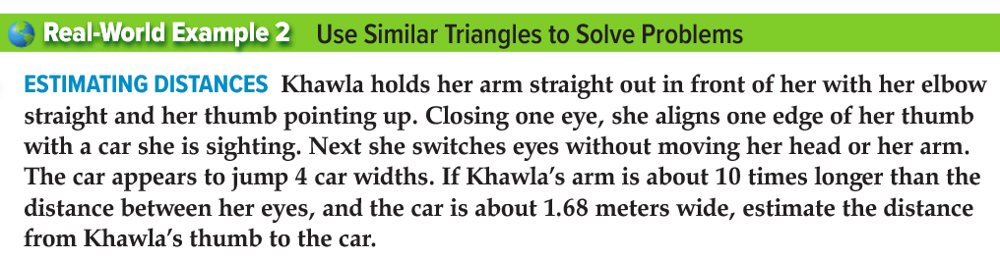 Real-World Example 2 Use Similar Triangles to Solve Problems
ESTIMATING DISTANCES Khawla holds her arm straight out in front of her with her elbow
straight and her thumb pointing up. Closing one eye, she aligns one edge of her thumb
with a car she is sighting. Next she switches eyes without moving her head or her arm.
The car appears to jump 4 car widths. If Khawla’s arm is about 10 times longer than the
distance between her eyes, and the car is about 1.68 meters wide, estimate the distance
from Khawla’s thumb to the car.